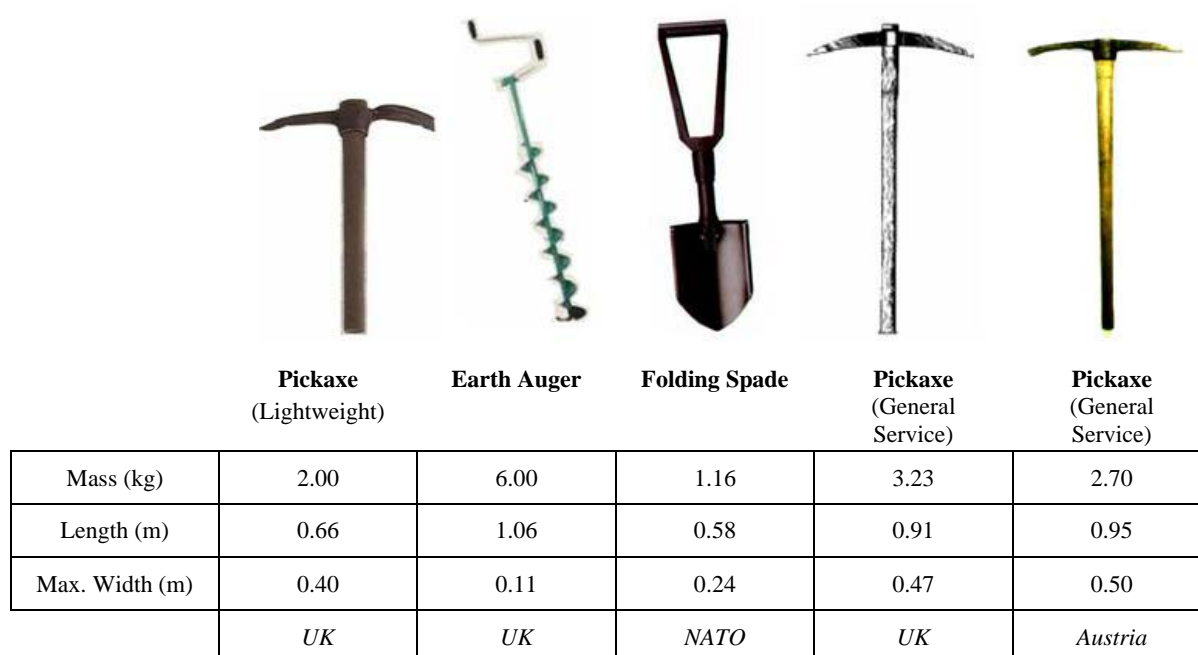 Pickaxe Earth Auger Folding Spade Pickaxe Pickaxe
(Lightweight) (General (General
Service) Service)
Mass (kg) 2.00 6.00 1.16 3.23 2.70
Length (m) 0.66 1.06 0.58 0.91 0.95
Max. Width (m) 0.40 0.11 0.24 0.47 0.50
UK UK NATO UK Austria